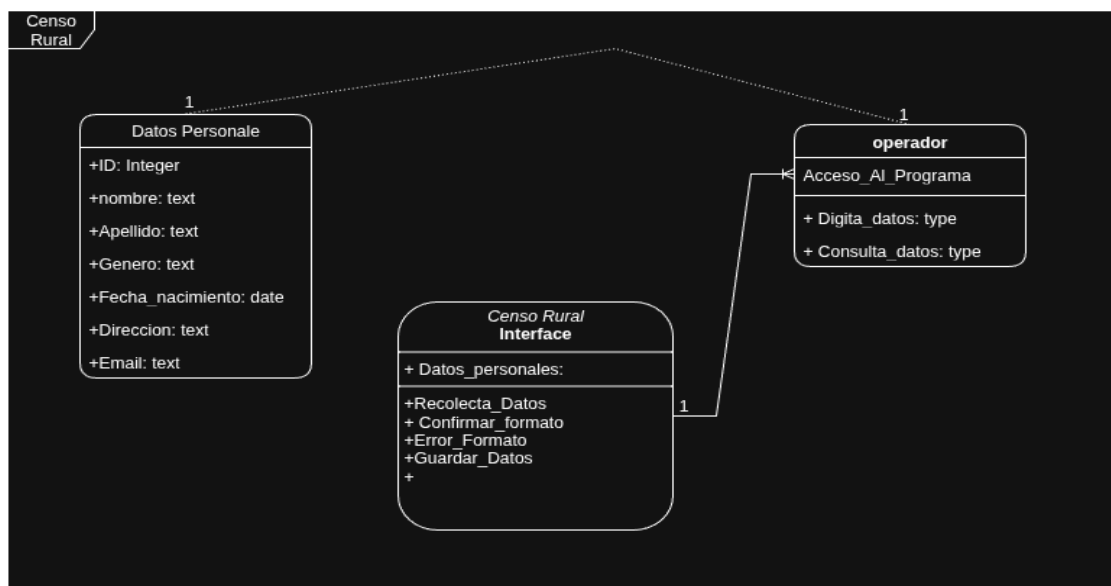 Censo
Rural
1
Datos Personale
+ID: Integer
+nombre: text
+Apellido: text
+Genero: text
+Fecha_nacimiento: date
+Direccion: text
+Email: text
1
operador
Acceso_Al_Programa
+ Digita_datos: type
+ Consulta_datos: type
Censo Rural
Interface
+ Datos_personales:
+Recolecta_Datos
+ Confirmar_formato
+Error_Formato
+Guardar_Datos
+
1